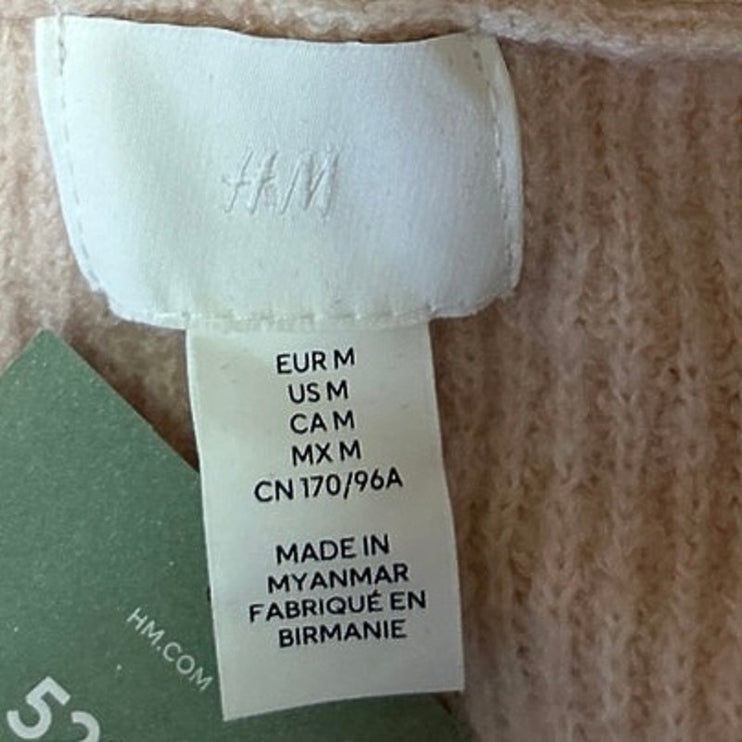 H&M
EUR M
US M
CA M
MX M
CN 170/96A
MADE IN
MYANMAR
FABRIQUÉ EN
BIRMANIE
HM.COM